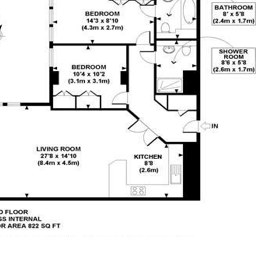 BEDROOM
14'3 x 8'10
(4.3m x 2.7m)
BATHROOM
8' x 5'8
(2.4m x 1.7m)
SHOWER
ROOM
8'6 x 5'8
(2.6m x 1.7m)
BEDROOM
10'4 x 10'2
(3.1m x 3.1m)
IN
LIVING ROOM
27'8 x 14'10
(8.4m x 4.5m)
KITCHEN
8'8
(2.6m)
D FLOOR
SS INTERNAL
OR AREA 822 SQ FT